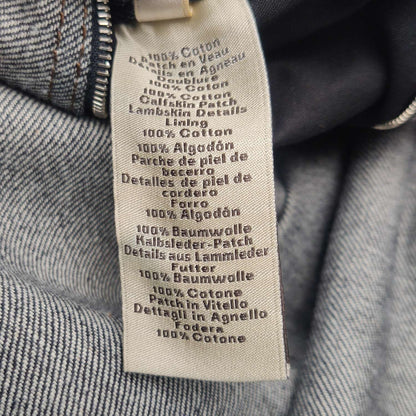 100% Coton
Patch en Veau
Détails en Agneau
Doublure
100% Coton
100% Cotton
Calfskin Patch
Lambskin Details
Lining
100% Cotton
100% Algodón
Parche de piel de
becerro
Detalles de piel de
cordero
Forro
100% Algodón
100% Baumwolle
Kalbsleder-Patch
Details aus Lammleder
Futter
100% Baumwolle
100% Cotone
Patch in Vitello
Dettagli in Agnello
Fodera
100% Cotone